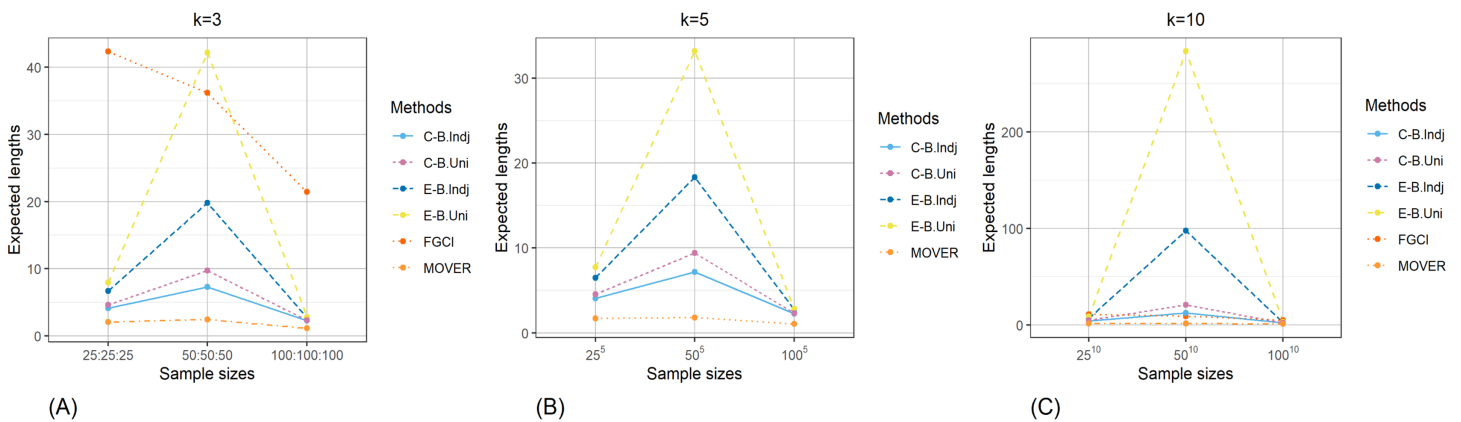 k=3
Expected lengths
40
30
20
10
0
25:25:25 50:50:50 100:100:100
Sample sizes
Methods
C-B.Indj
C-B.Uni
E-B.Indj
E-B.Uni
FGCI
MOVER
(A)
k=5
Expected lengths
30
20
10
0
25⁵ 50⁵ 100⁵
Sample sizes
Methods
C-B.Indj
C-B.Uni
E-B.Indj
E-B.Uni
MOVER
(B)
k=10
Expected lengths
200
100
0
25¹⁰ 50¹⁰ 100¹⁰
Sample sizes
Methods
C-B.Indj
C-B.Uni
E-B.Indj
E-B.Uni
FGCI
MOVER
(C)